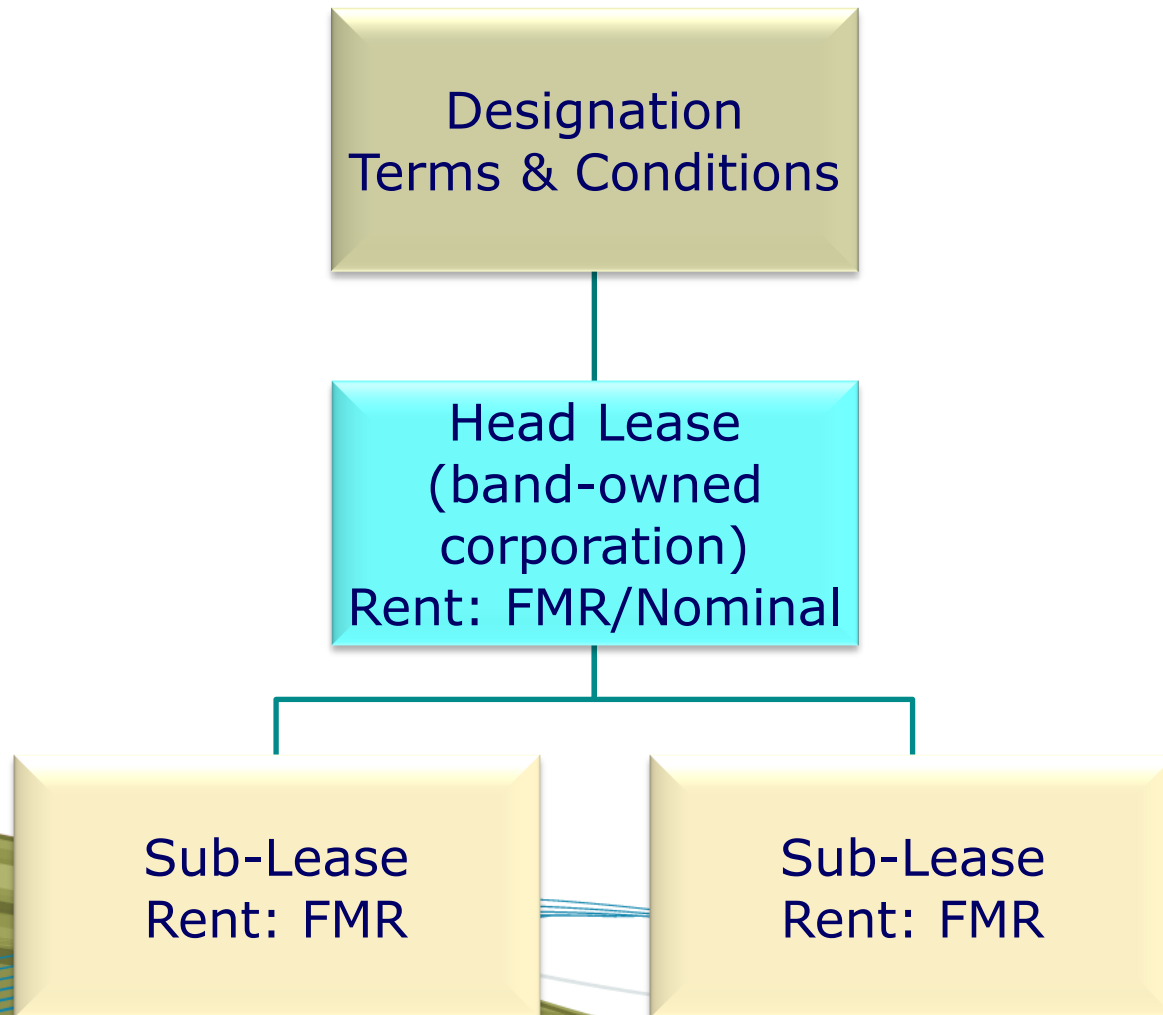 Designation
Terms & Conditions
Head Lease
(band-owned
corporation)
Rent: FMR/Nominal
Sub-Lease
Rent: FMR
Sub-Lease
Rent: FMR